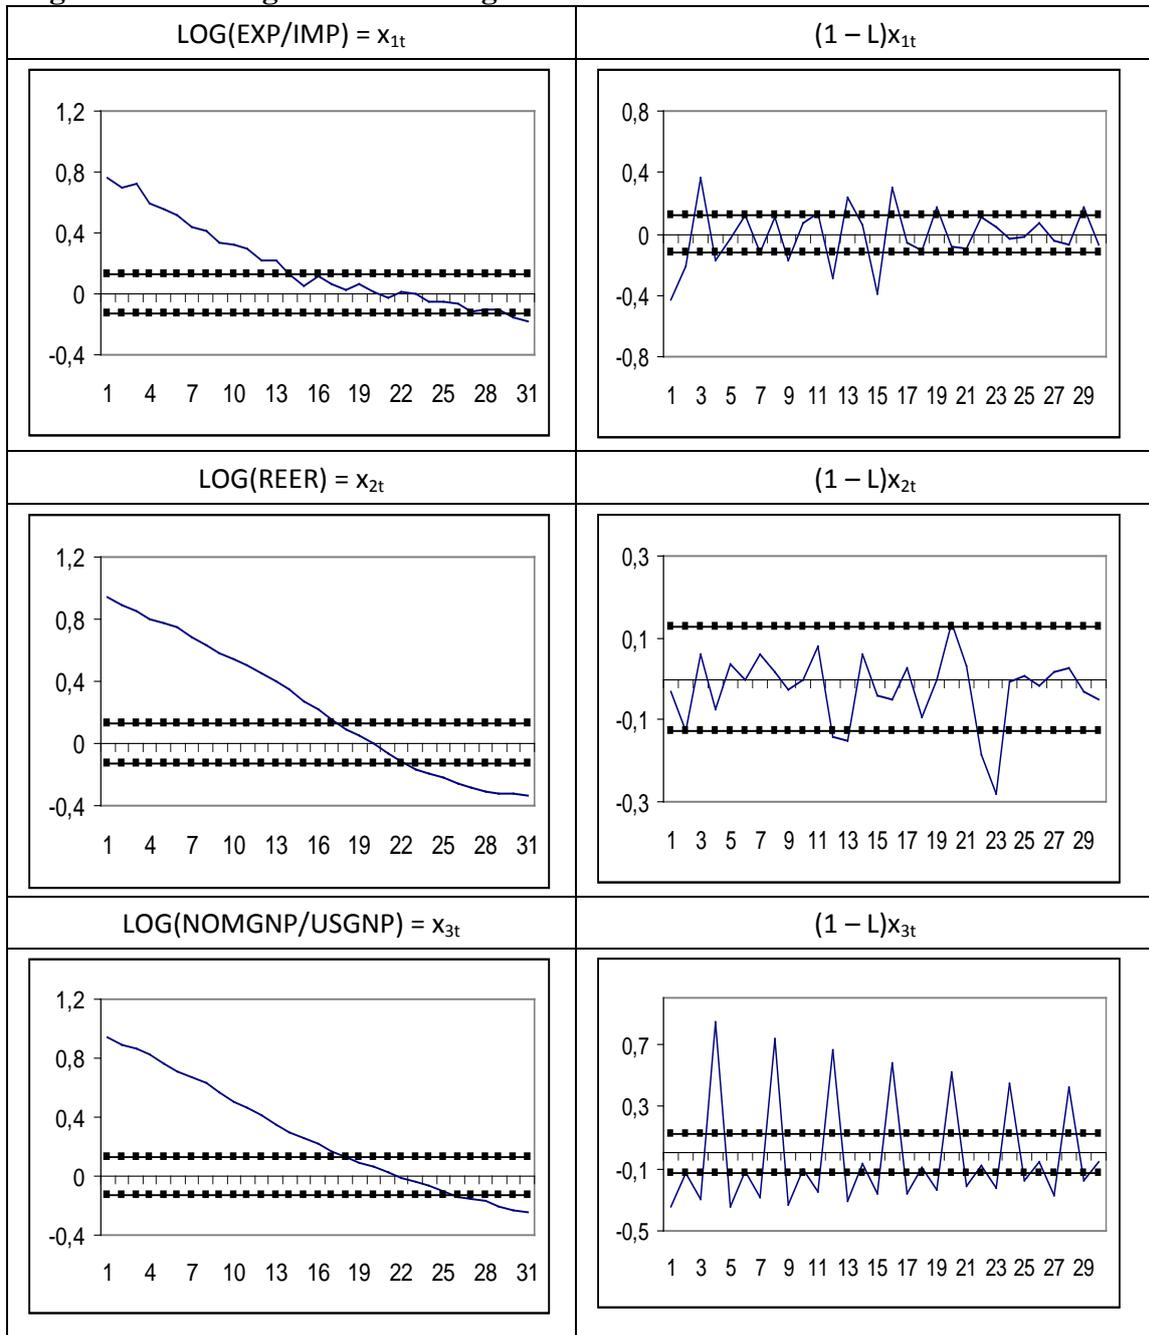 LOG(EXP/IMP) = x1t
(1 – L)x1t
1,2
0,8
0,4
0
-0,4
1 4 7 10 13 16 19 22 25 28 31
0,8
0,4
0
-0,4
-0,8
1 3 5 7 9 11 13 15 17 19 21 23 25 27 29
LOG(REER) = x2t
(1 – L)x2t
1,2
0,8
0,4
0
-0,4
1 4 7 10 13 16 19 22 25 28 31
0,3
0,1
-0,1
-0,3
1 3 5 7 9 11 13 15 17 19 21 23 25 27 29
LOG(NOMGNP/USGNP) = x3t
(1 – L)x3t
1,2
0,8
0,4
0
-0,4
1 4 7 10 13 16 19 22 25 28 31
0,7
0,3
-0,1
-0,5
1 3 5 7 9 11 13 15 17 19 21 23 25 27 29